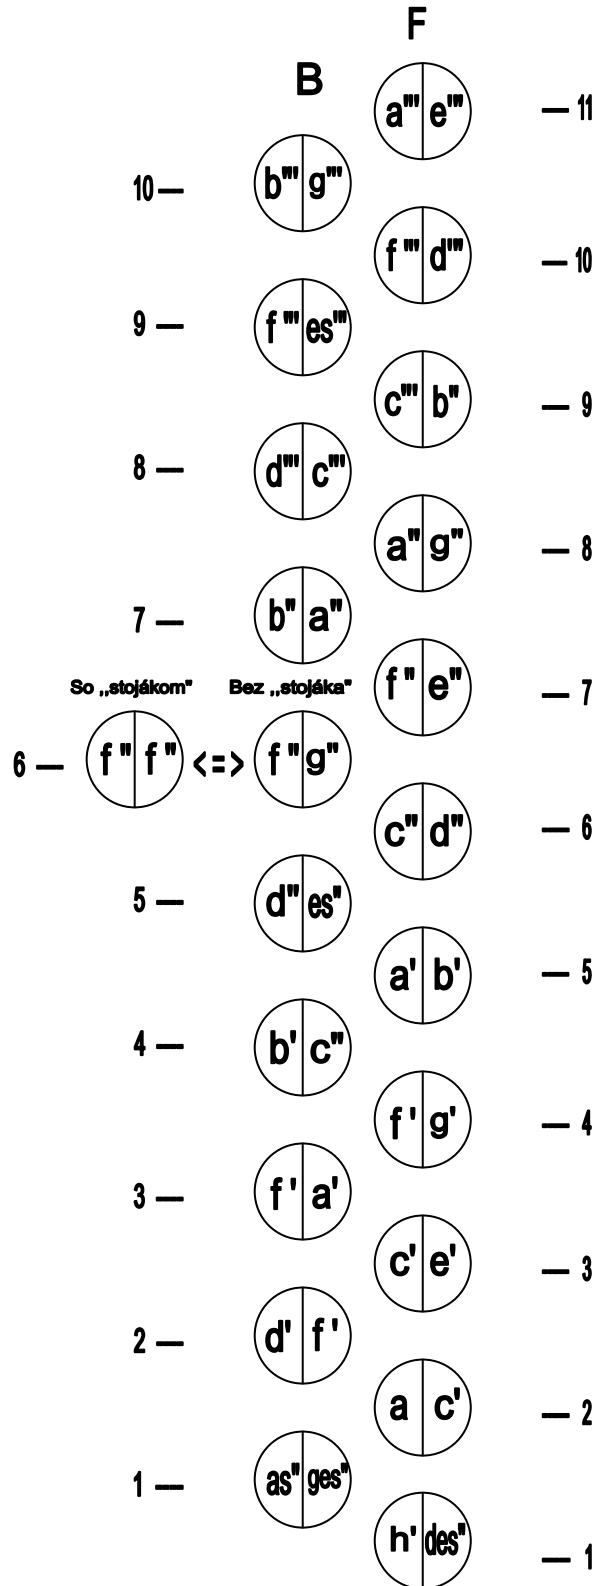 F
B
a''' e''' — 11
10 — b''' g'''
f ''' d''' — 10
9 — f ''' es'''
c''' b'' — 9
8 — d''' c'''
a'' g'' — 8
7 — b'' a''
So ,,stojákom" Bez ,,stojáka"
f '' e'' — 7
6 — f '' f '' <=> f '' g''
c'' d'' — 6
5 — d'' es''
a' b' — 5
4 — b' c''
f ' g' — 4
3 — f ' a'
c' e' — 3
2 — d' f '
a c' — 2
1 — as'' ges''
h' des'' — 1